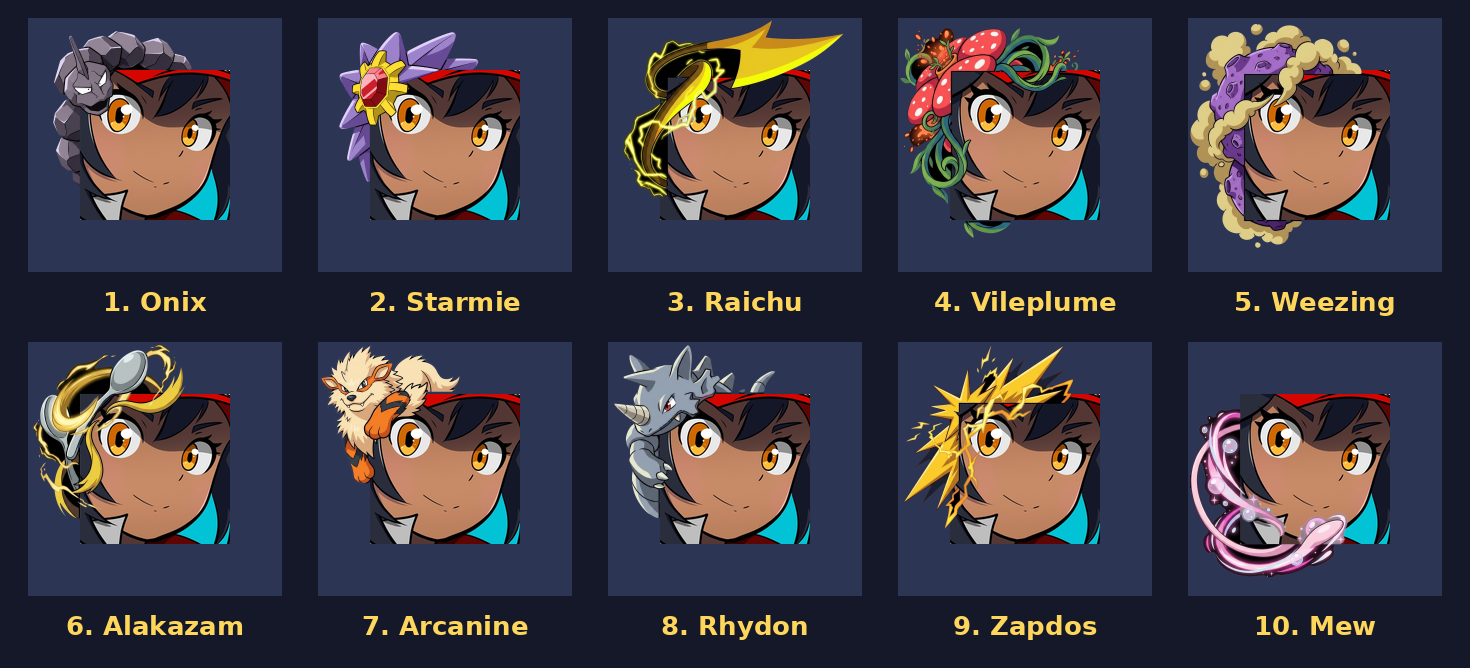 1. Onix
2. Starmie
3. Raichu
4. Vileplume
5. Weezing
6. Alakazam
7. Arcanine
8. Rhydon
9. Zapdos
10. Mew